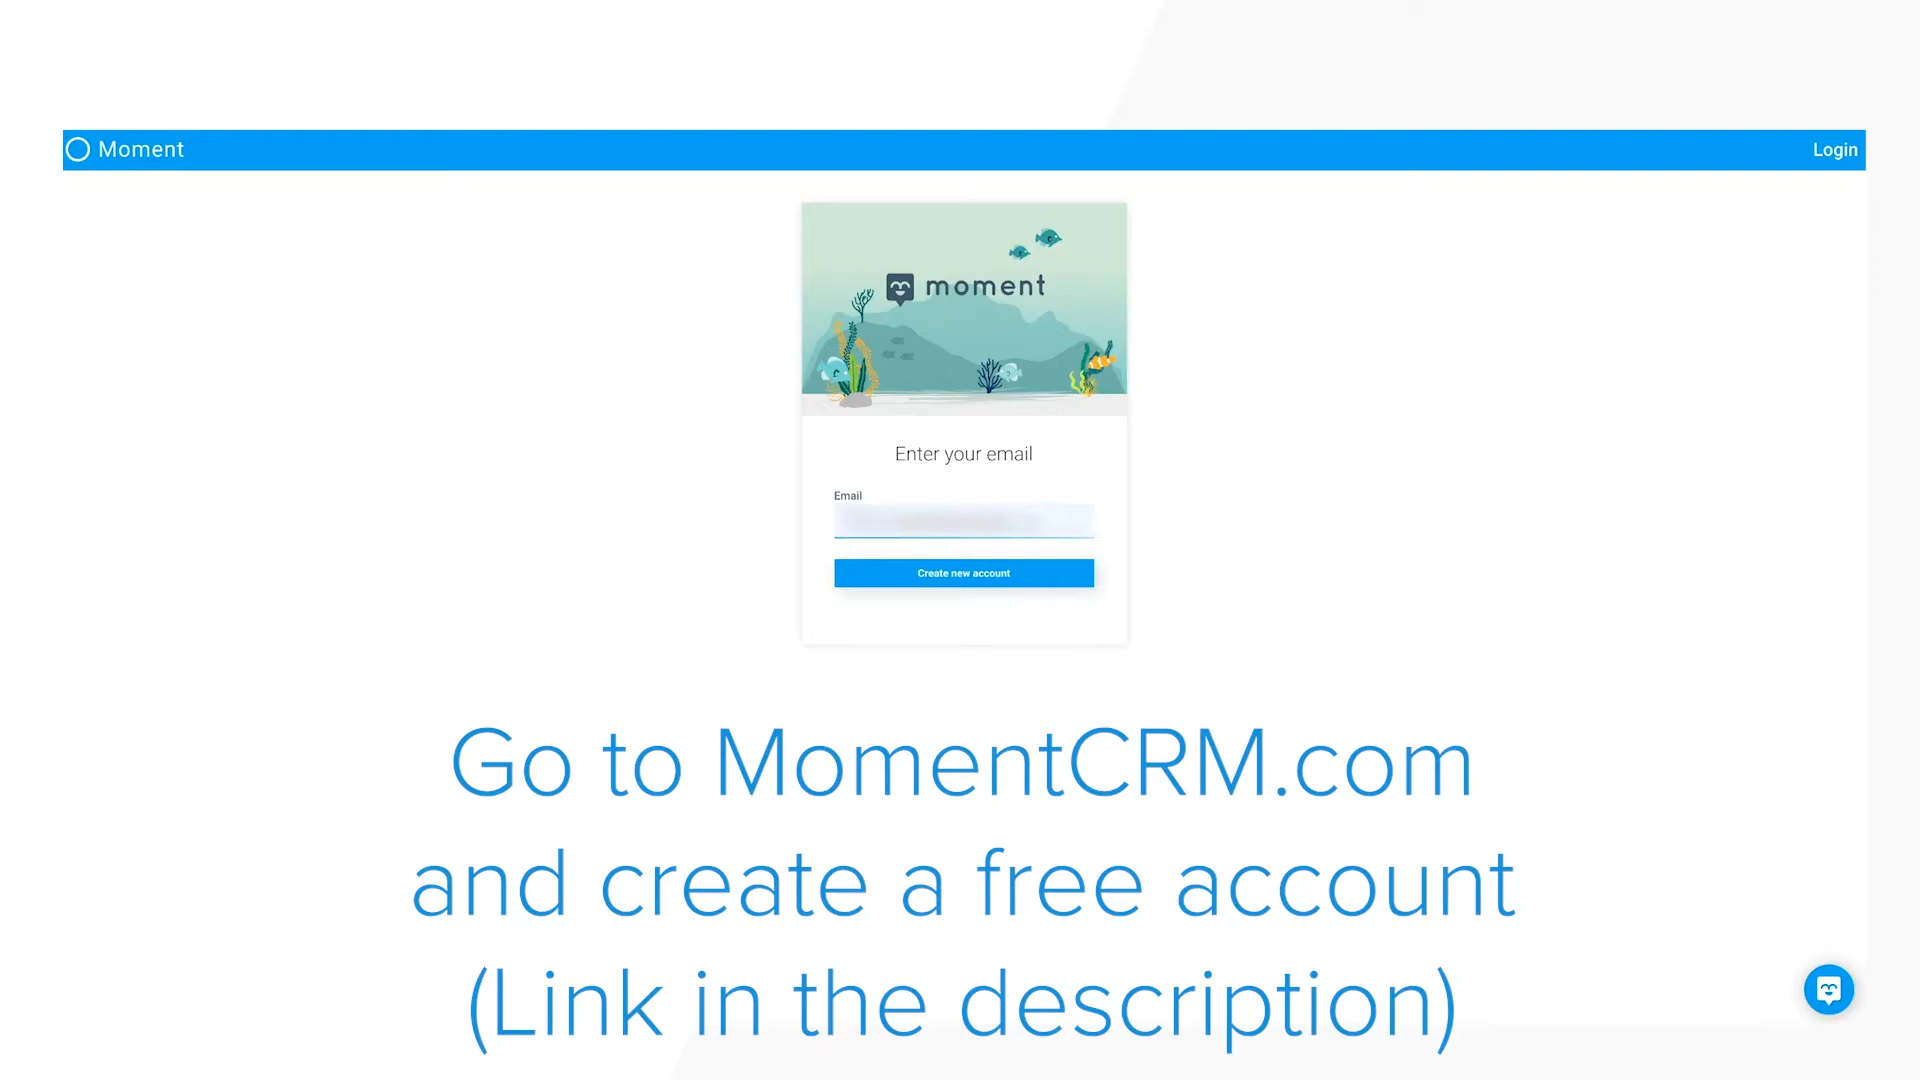 Moment
Login
moment
Enter your email
Email
Create new account
Go to MomentCRM.com
and create a free account
(Link in the description)